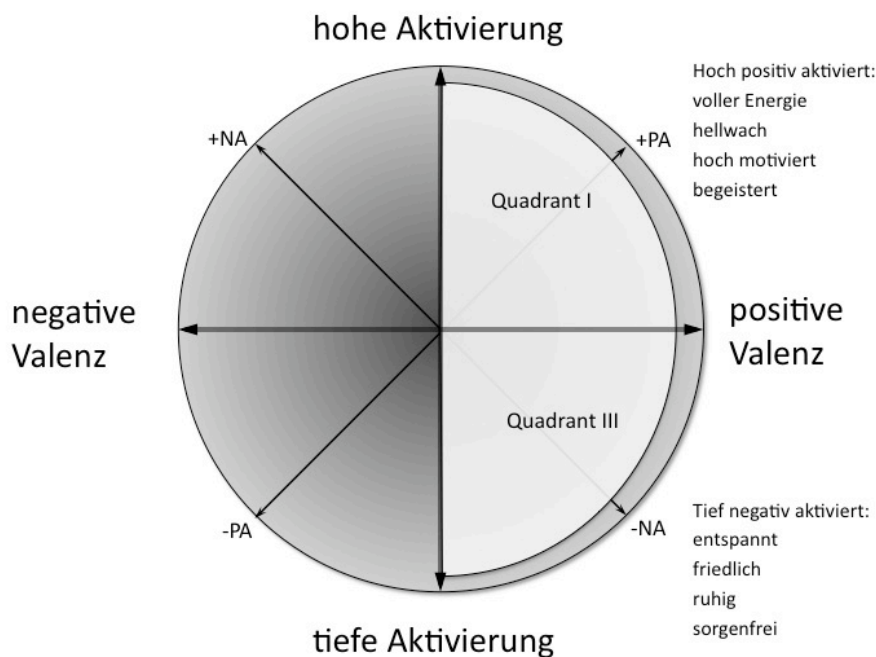 hohe Aktivierung
Hoch positiv aktiviert:
voller Energie
hellwach
hoch motiviert
begeistert
+NA
+PA
Quadrant I
negative
Valenz
positive
Valenz
Quadrant III
-PA
-NA
Tief negativ aktiviert:
entspannt
friedlich
ruhig
sorgenfrei
tiefe Aktivierung